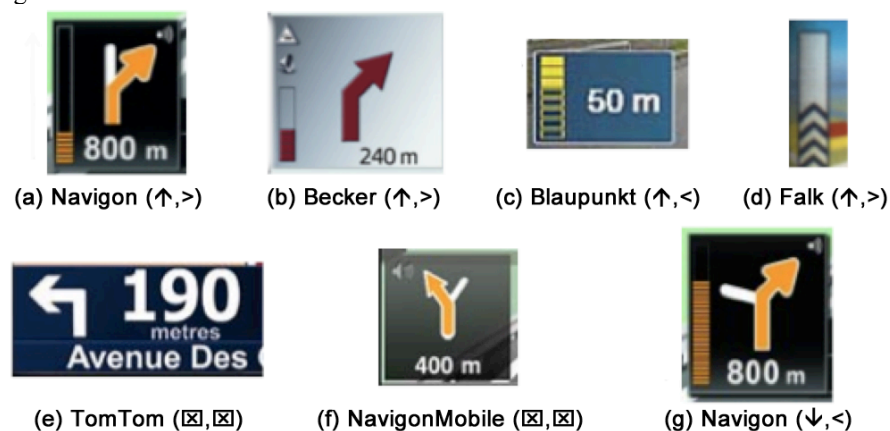 800 m
240 m
50 m
(a) Navigon (↑,>)
(b) Becker (↑,>)
(c) Blaupunkt (↑,<)
(d) Falk (↑,>)
190
metres
Avenue Des
400 m
800 m
(e) TomTom (☒,☒)
(f) NavigonMobile (☒,☒)
(g) Navigon (↓,<)